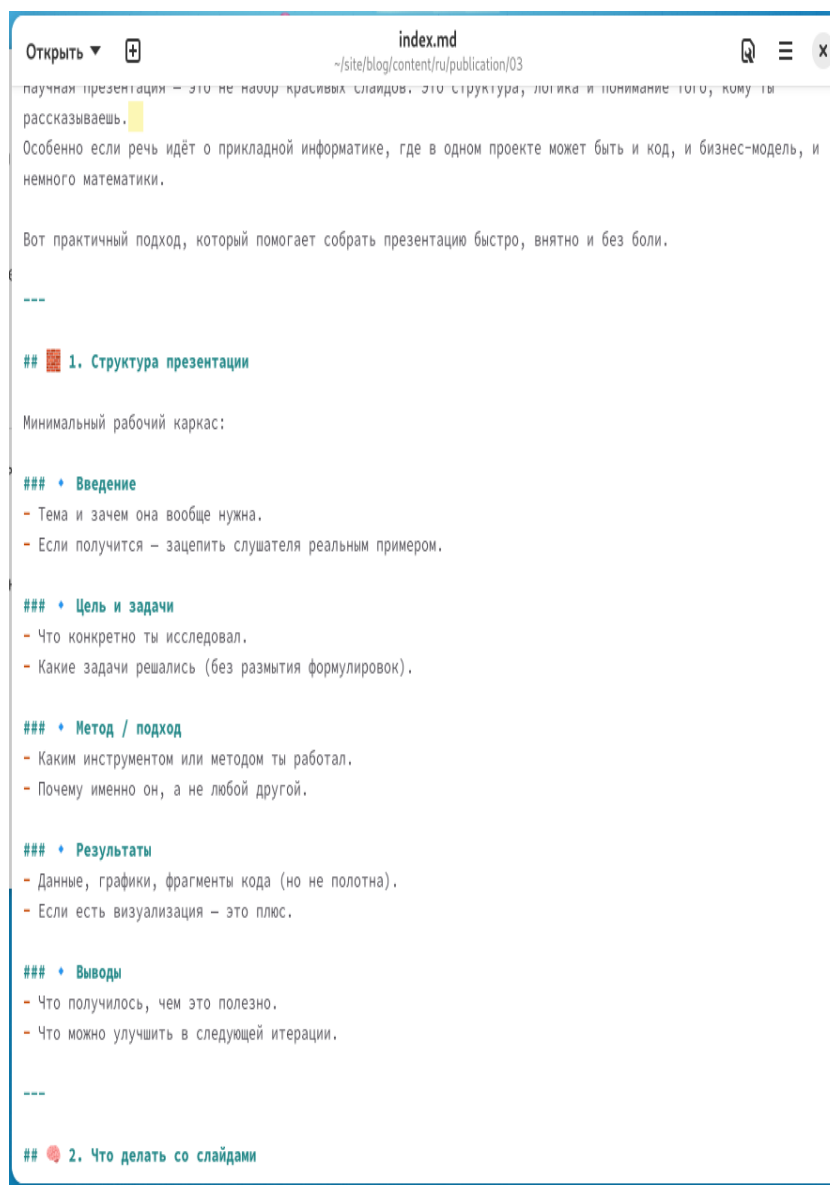 Открыть
index.md
~/site/blog/content/ru/publication/03
Научная презентация — это не набор красивых слайдов. Это структура, логика и понимание того, кому ты
рассказываешь.
Особенно если речь идёт о прикладной информатике, где в одном проекте может быть и код, и бизнес-модель, и
немного математики.
Вот практичный подход, который помогает собрать презентацию быстро, внятно и без боли.
---
## 🧱 1. Структура презентации
Минимальный рабочий каркас:
### 🔹 Введение
- Тема и зачем она вообще нужна.
- Если получится — зацепить слушателя реальным примером.
### 🔹 Цель и задачи
- Что конкретно ты исследовал.
- Какие задачи решались (без размытия формулировок).
### 🔹 Метод / подход
- Каким инструментом или методом ты работал.
- Почему именно он, а не любой другой.
### 🔹 Результаты
- Данные, графики, фрагменты кода (но не полотна).
- Если есть визуализация — это плюс.
### 🔹 Выводы
- Что получилось, чем это полезно.
- Что можно улучшить в следующей итерации.
---
## 🧠 2. Что делать со слайдами